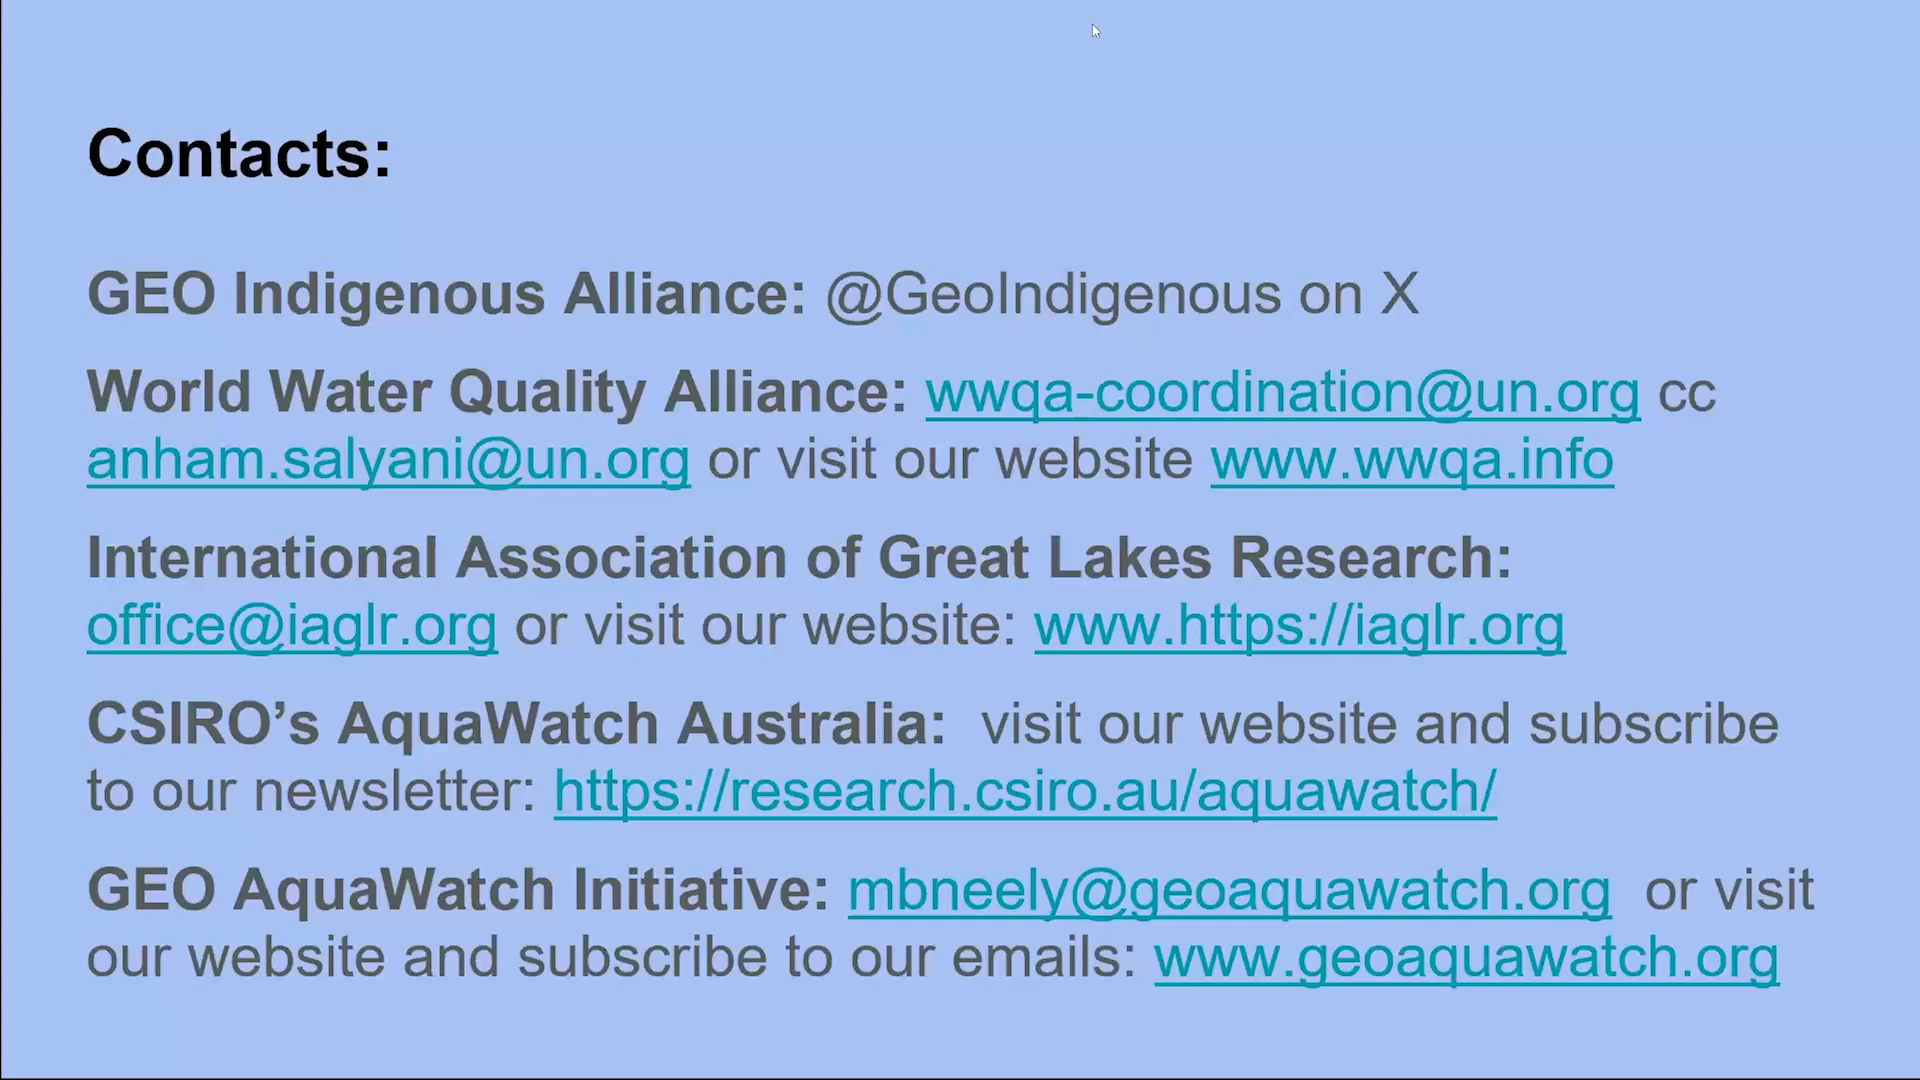 Contacts:
GEO Indigenous Alliance: @GeoIndigenous on X
World Water Quality Alliance: wwqa-coordination@un.org cc
anham.salyani@un.org or visit our website www.wwqa.info
International Association of Great Lakes Research:
office@iaglr.org or visit our website: www.https://iaglr.org
CSIRO’s AquaWatch Australia:  visit our website and subscribe
to our newsletter: https://research.csiro.au/aquawatch/
GEO AquaWatch Initiative: mbneely@geoaquawatch.org  or visit
our website and subscribe to our emails: www.geoaquawatch.org